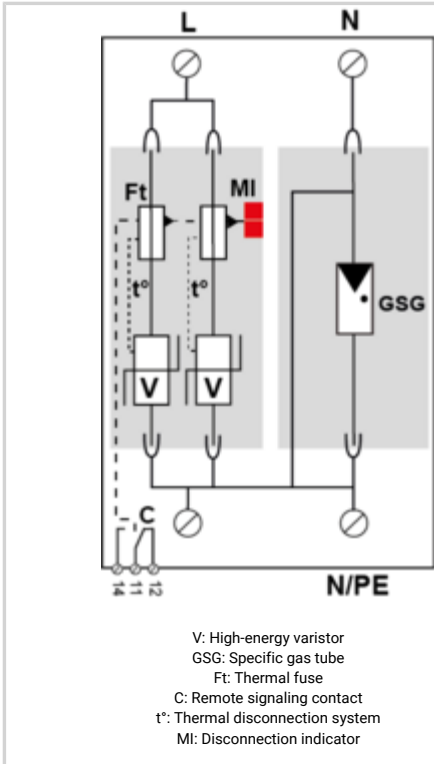 L N
Ft MI
t° t°
GSG
V V
C
14 11 12
N/PE
V: High-energy varistor
GSG: Specific gas tube
Ft: Thermal fuse
C: Remote signaling contact
t°: Thermal disconnection system
MI: Disconnection indicator